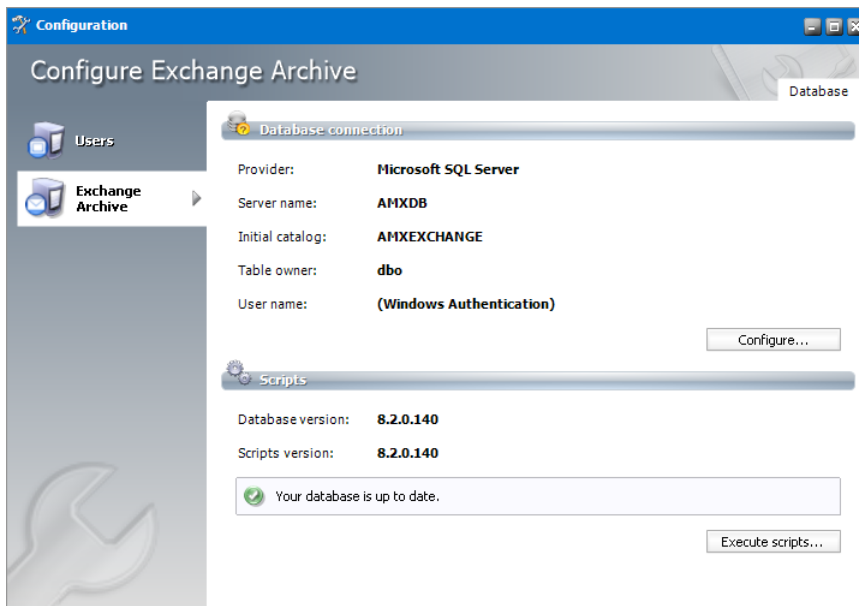 Configuration
Configure Exchange Archive
Database
Users
Exchange
Archive
Database connection
Provider: Microsoft SQL Server
Server name: AMXDB
Initial catalog: AMXEXCHANGE
Table owner: dbo
User name: (Windows Authentication)
Configure...
Scripts
Database version: 8.2.0.140
Scripts version: 8.2.0.140
Your database is up to date.
Execute scripts...